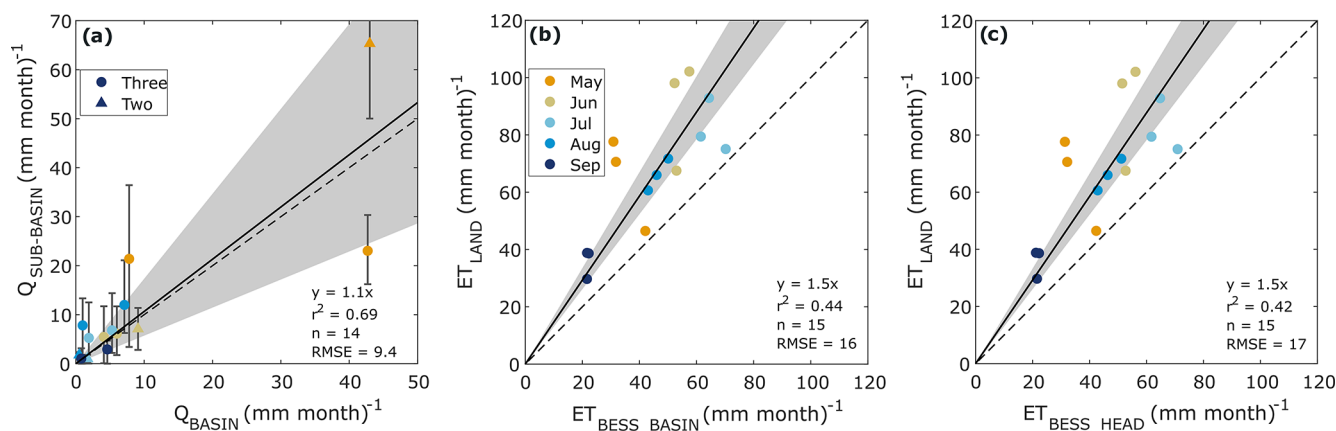 (a)
Three
Two
70
60
50
40
30
20
10
0
Q_SUB-BASIN (mm month)^-1
0 10 20 30 40 50
Q_BASIN (mm month)^-1
y = 1.1x
r^2 = 0.69
n = 14
RMSE = 9.4
(b)
May
Jun
Jul
Aug
Sep
120
100
80
60
40
20
0
ET_LAND (mm month)^-1
0 20 40 60 80 100 120
ET_BESS BASIN (mm month)^-1
y = 1.5x
r^2 = 0.44
n = 15
RMSE = 16
(c)
120
100
80
60
40
20
0
ET_LAND (mm month)^-1
0 20 40 60 80 100 120
ET_BESS HEAD (mm month)^-1
y = 1.5x
r^2 = 0.42
n = 15
RMSE = 17